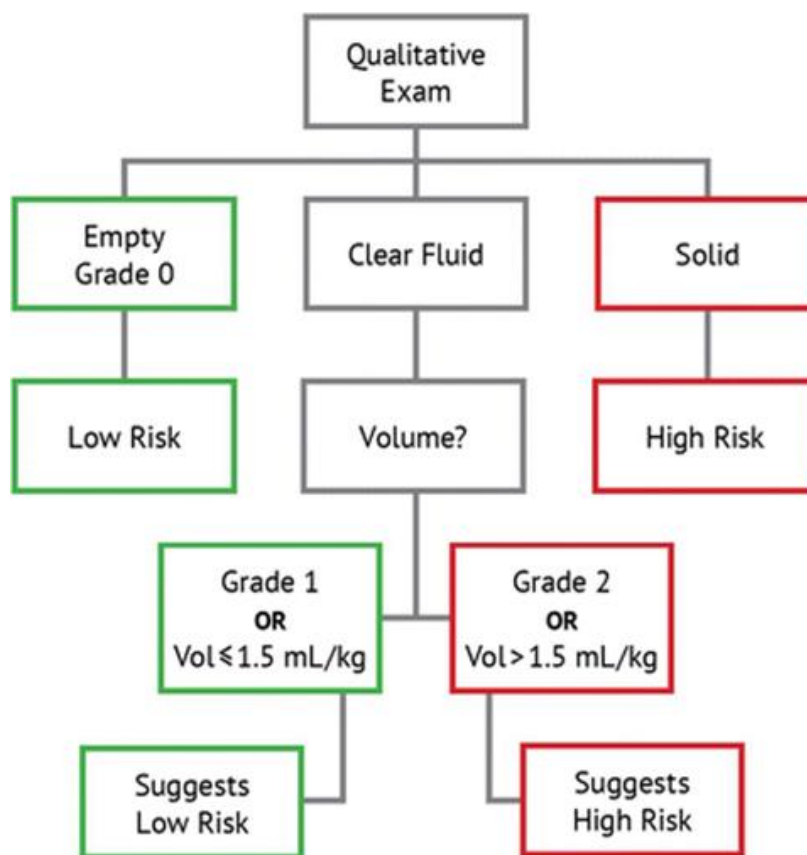 Qualitative
Exam
Empty
Grade 0
Clear Fluid
Solid
Low Risk
Volume?
High Risk
Grade 1
OR
Vol ≤ 1.5 mL/kg
Grade 2
OR
Vol > 1.5 mL/kg
Suggests
Low Risk
Suggests
High Risk